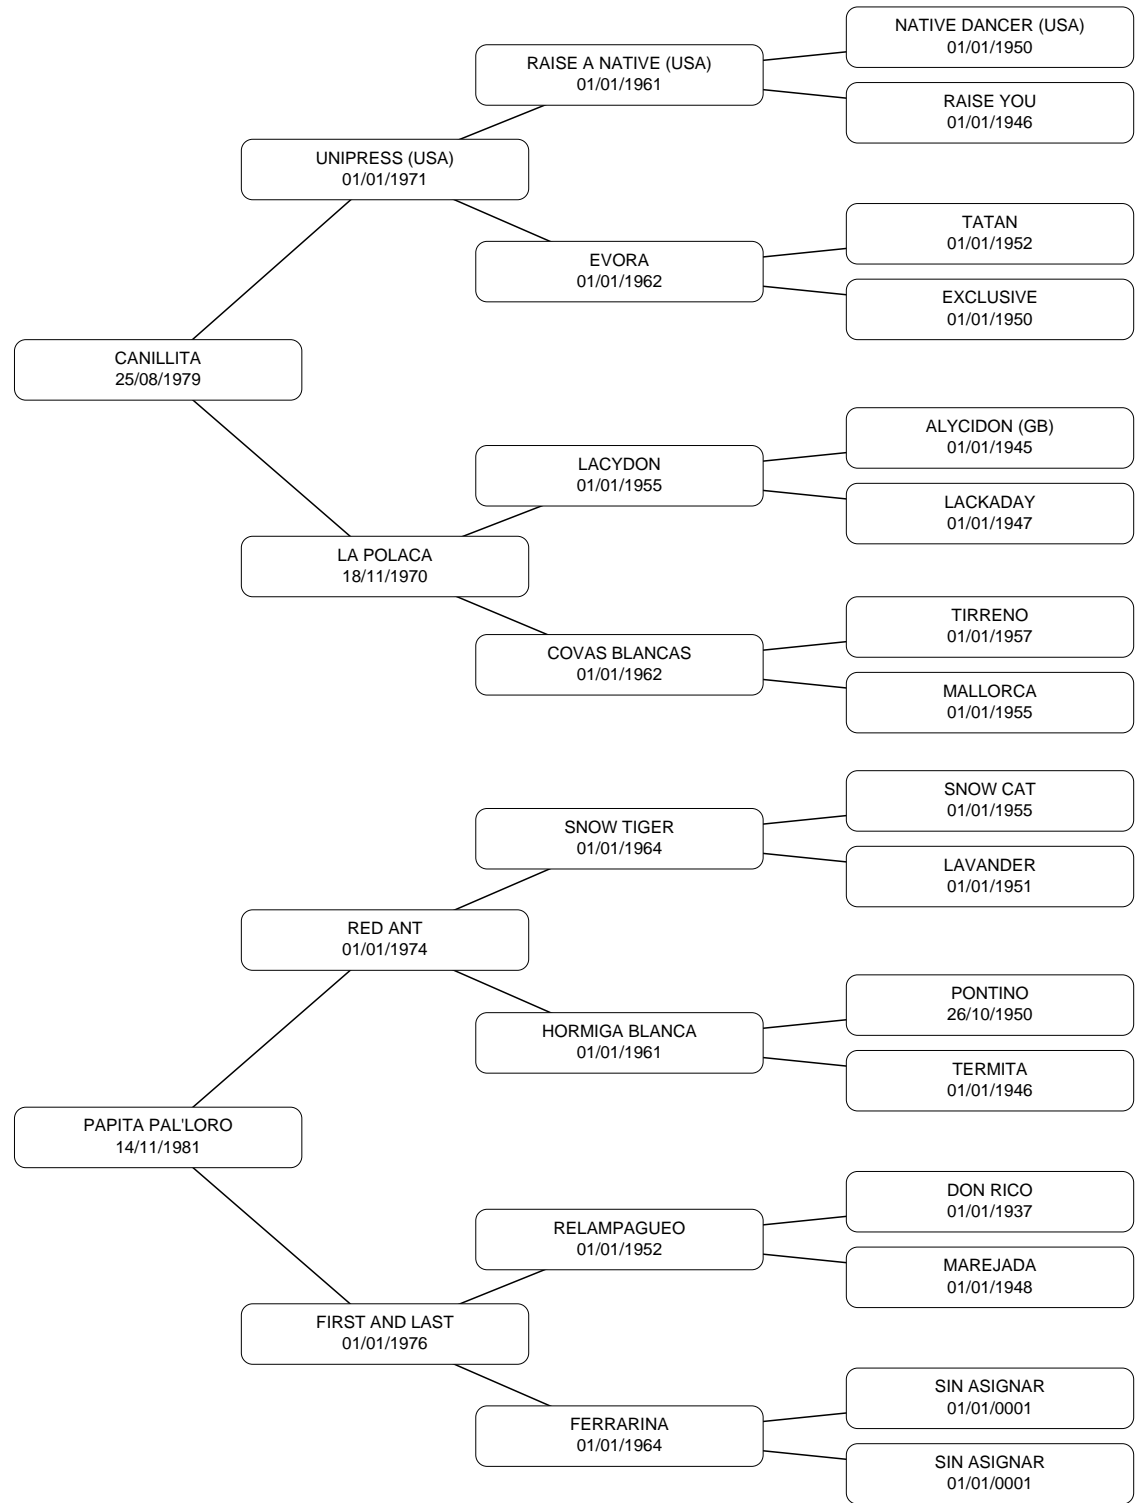 NATIVE DANCER (USA)
01/01/1950
RAISE A NATIVE (USA)
01/01/1961
RAISE YOU
01/01/1946
UNIPRESS (USA)
01/01/1971
TATAN
01/01/1952
EVORA
01/01/1962
EXCLUSIVE
01/01/1950
CANILLITA
25/08/1979
ALYCIDON (GB)
01/01/1945
LACYDON
01/01/1955
LACKADAY
01/01/1947
LA POLACA
18/11/1970
TIRRENO
01/01/1957
COVAS BLANCAS
01/01/1962
MALLORCA
01/01/1955
SNOW CAT
01/01/1955
SNOW TIGER
01/01/1964
LAVANDER
01/01/1951
RED ANT
01/01/1974
PONTINO
26/10/1950
HORMIGA BLANCA
01/01/1961
TERMITA
01/01/1946
PAPITA PAL'LORO
14/11/1981
DON RICO
01/01/1937
RELAMPAGUEO
01/01/1952
MAREJADA
01/01/1948
FIRST AND LAST
01/01/1976
SIN ASIGNAR
01/01/0001
FERRARINA
01/01/1964
SIN ASIGNAR
01/01/0001